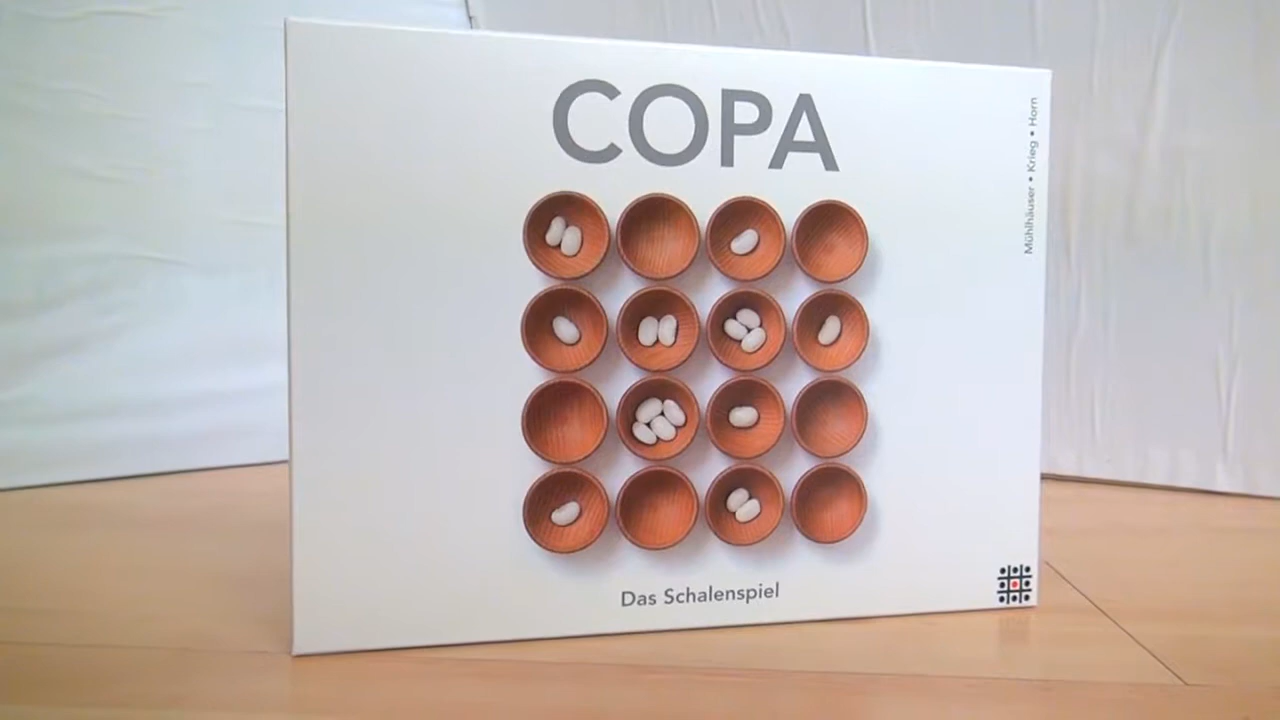 COPA
Mühlhäuser • Krieg • Horn
Das Schalenspiel